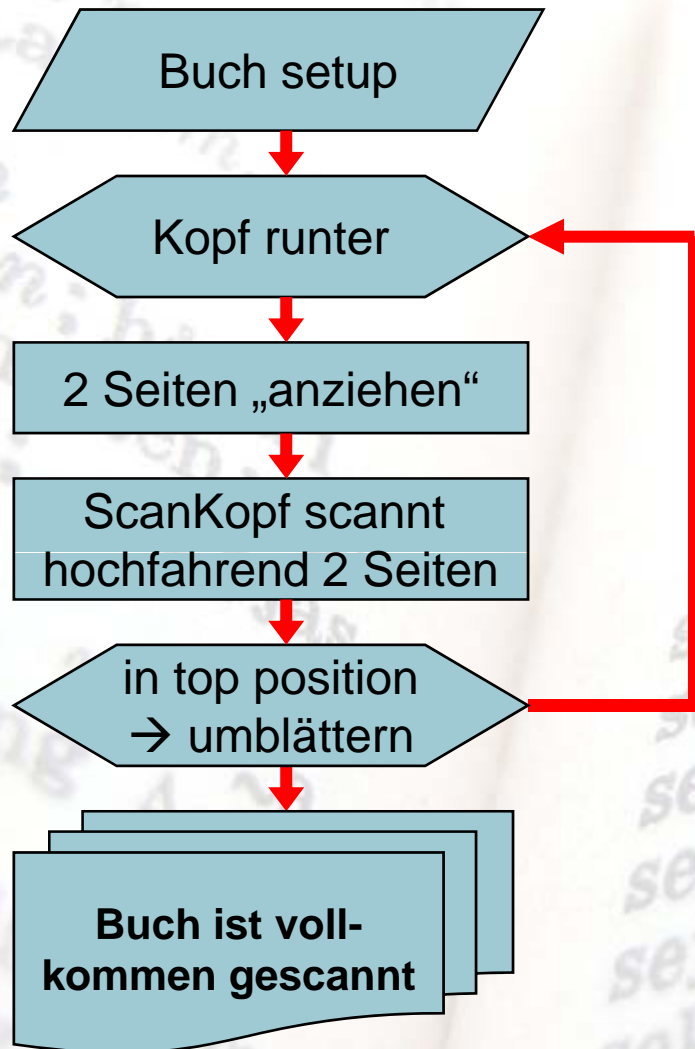 Buch setup
Kopf runter
2 Seiten „anziehen“
ScanKopf scannt
hochfahrend 2 Seiten
in top position
→ umblättern
Buch ist voll-
kommen gescannt